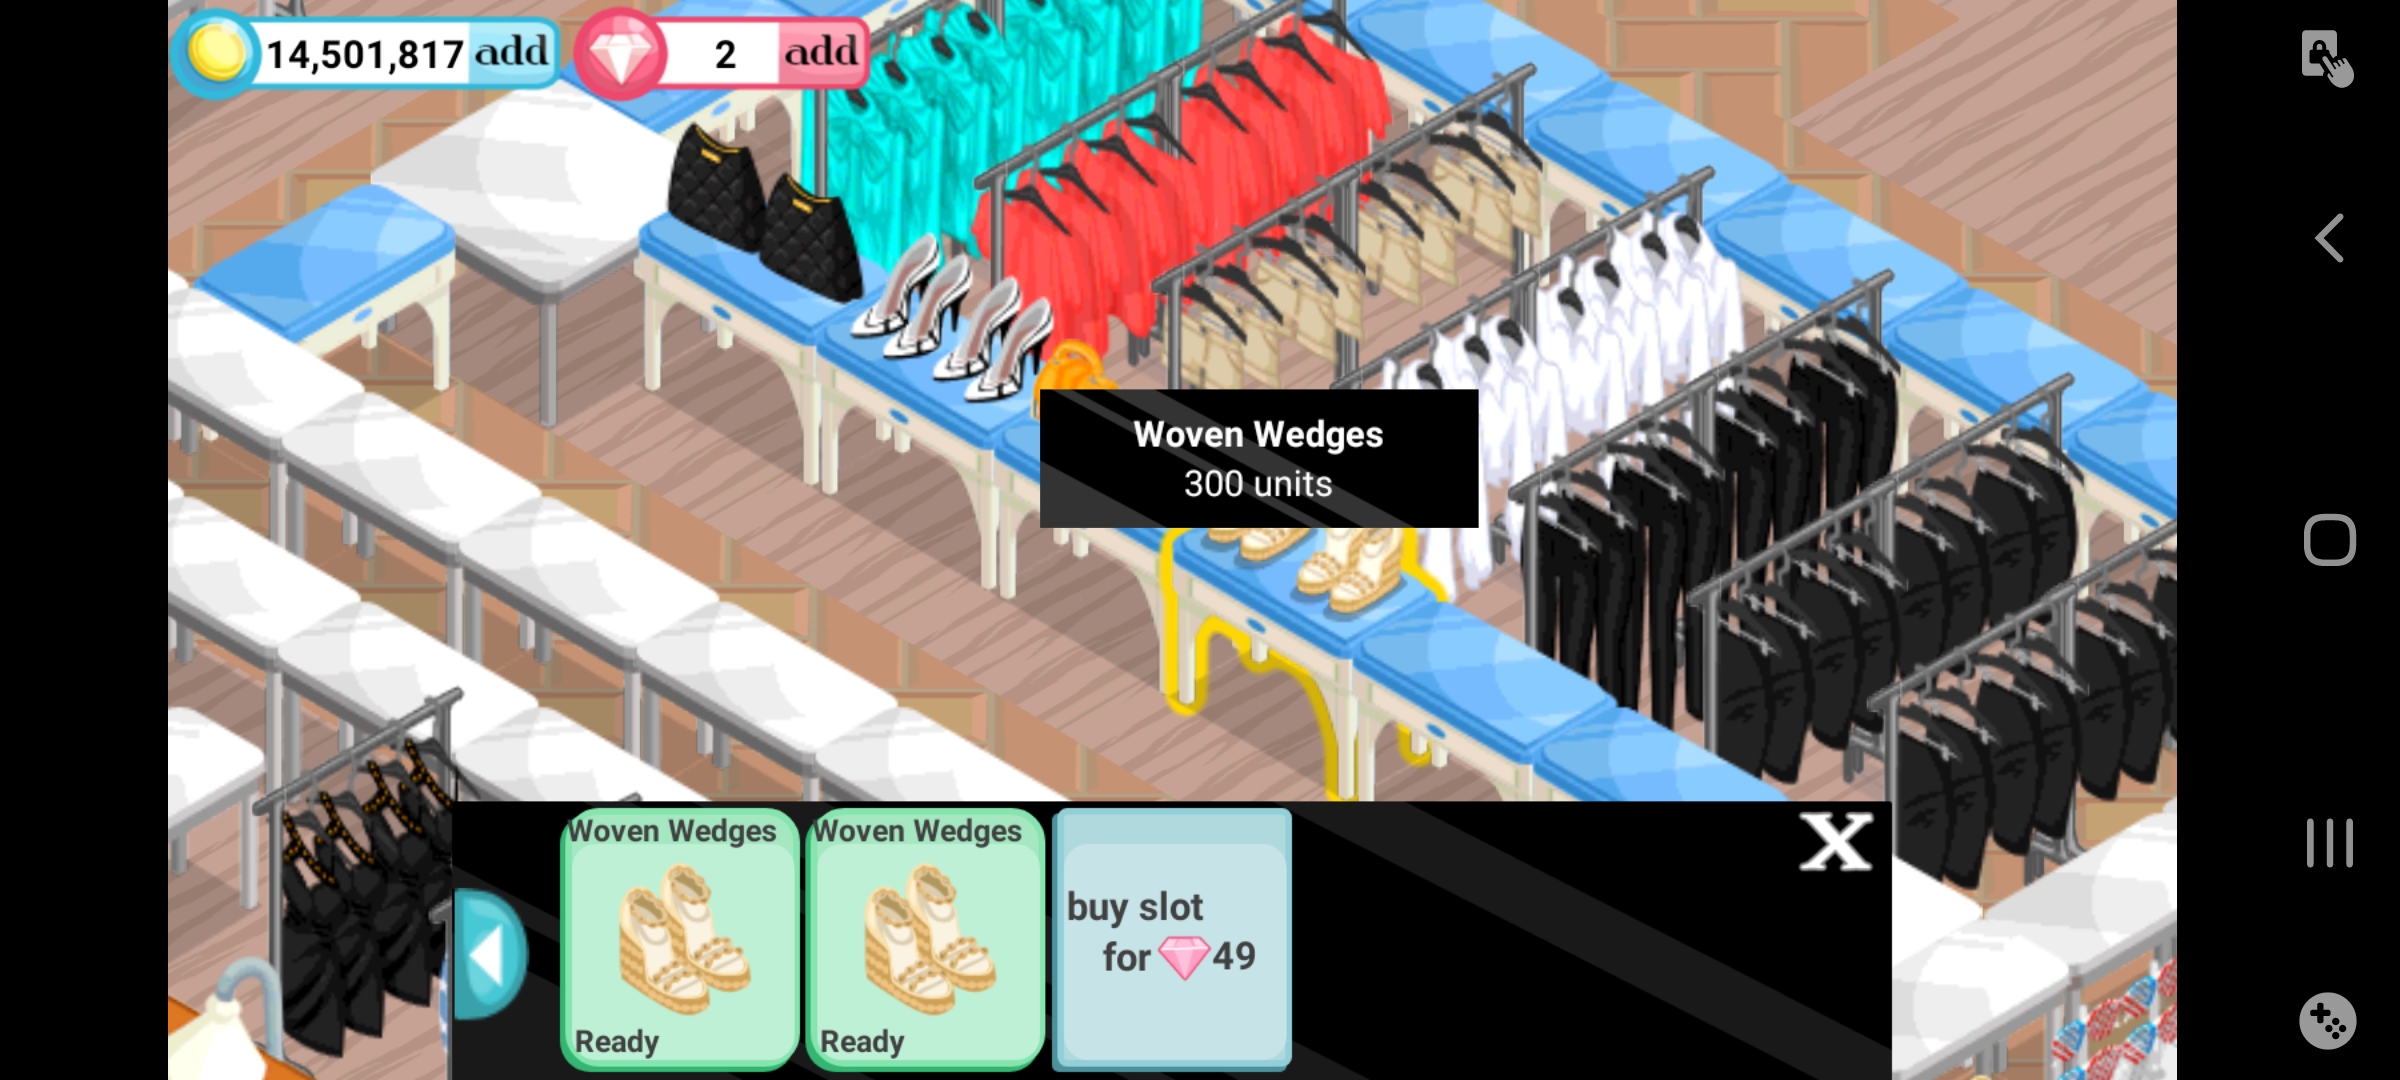 14,501,817 add
2 add
Woven Wedges
300 units
Woven Wedges
Ready
Woven Wedges
Ready
buy slot
for 49
X